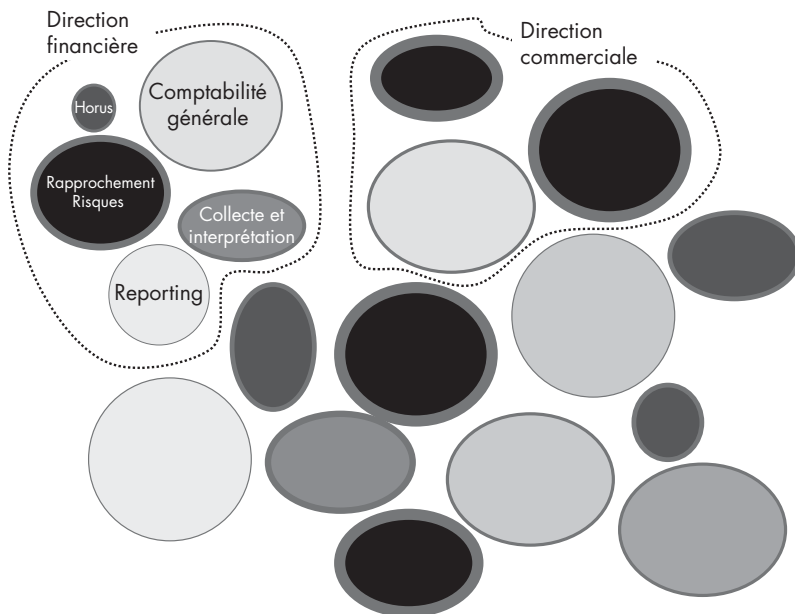 Direction
financière
Direction
commerciale
Horus
Comptabilité
générale
Rapprochement
Risques
Collecte et
interprétation
Reporting